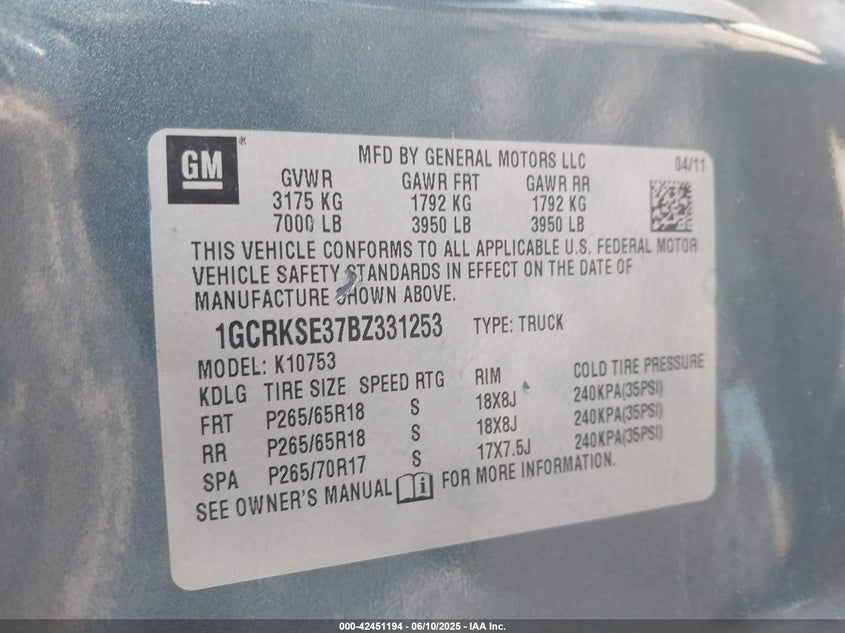 GM ®
MFD BY GENERAL MOTORS LLC 04/11
GVWR GAWR FRT GAWR RR
3175 KG 1792 KG 1792 KG
7000 LB 3950 LB 3950 LB
THIS VEHICLE CONFORMS TO ALL APPLICABLE U.S. FEDERAL MOTOR
VEHICLE SAFETY STANDARDS IN EFFECT ON THE DATE OF
MANUFACTURE SHOWN ABOVE.
1GCRKSE37BZ331253 TYPE: TRUCK
MODEL: K10753
KDLG TIRE SIZE SPEED RTG RIM COLD TIRE PRESSURE
FRT P265/65R18 S 18X8J 240KPA(35PSI)
RR P265/65R18 S 18X8J 240KPA(35PSI)
SPA P265/70R17 S 17X7.5J 240KPA(35PSI)
SEE OWNER'S MANUAL i FOR MORE INFORMATION.
000-42451194 - 06/10/2025 - IAA Inc.